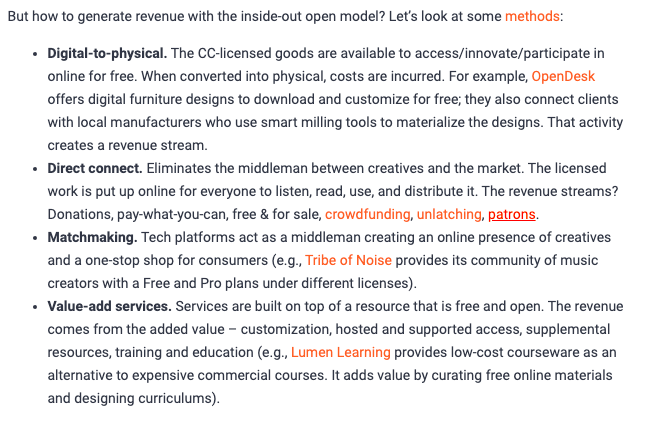 But how to generate revenue with the inside-out open model? Let’s look at some methods:
• Digital-to-physical. The CC-licensed goods are available to access/innovate/participate in
online for free. When converted into physical, costs are incurred. For example, OpenDesk
offers digital furniture designs to download and customize for free; they also connect clients
with local manufacturers who use smart milling tools to materialize the designs. That activity
creates a revenue stream.
• Direct connect. Eliminates the middleman between creatives and the market. The licensed
work is put up online for everyone to listen, read, use, and distribute it. The revenue streams?
Donations, pay-what-you-can, free & for sale, crowdfunding, unlatching, patrons.
• Matchmaking. Tech platforms act as a middleman creating an online presence of creatives
and a one-stop shop for consumers (e.g., Tribe of Noise provides its community of music
creators with a Free and Pro plans under different licenses).
• Value-add services. Services are built on top of a resource that is free and open. The revenue
comes from the added value – customization, hosted and supported access, supplemental
resources, training and education (e.g., Lumen Learning provides low-cost courseware as an
alternative to expensive commercial courses. It adds value by curating free online materials
and designing curriculums).